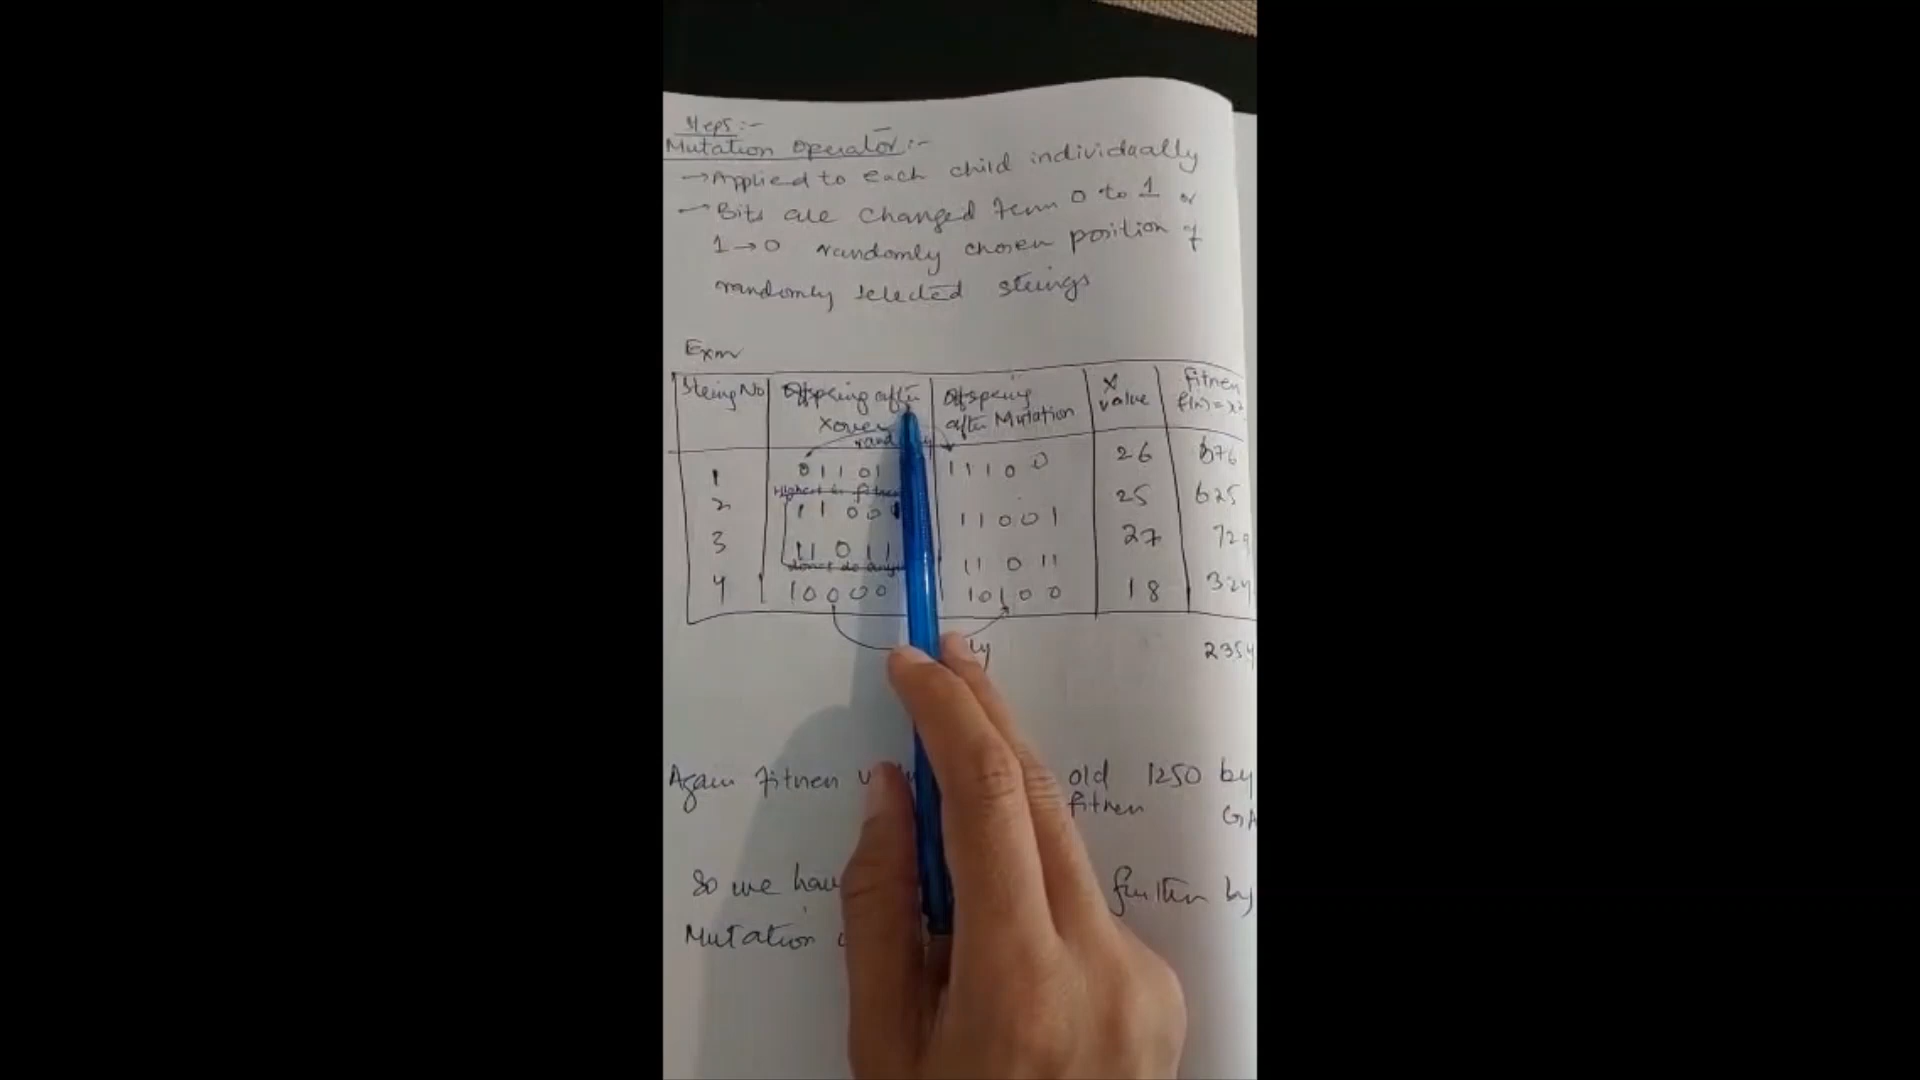 Steps:-
Mutation Operator:-
→Applied to each child individually
→Bits are changed from 0 to 1 or
1→0 randomly chosen position of
randomly selected strings
Exm
String No Offspring after Xover Offspring after Mutation X value Fitness f(x)=x2
1 01101 11100 26 676
2 11001 11001 25 625
3 11011 11011 27 729
4 10000 10100 18 324
2354
Again fitness old 1250 by
fitness
So we have by
Mutation